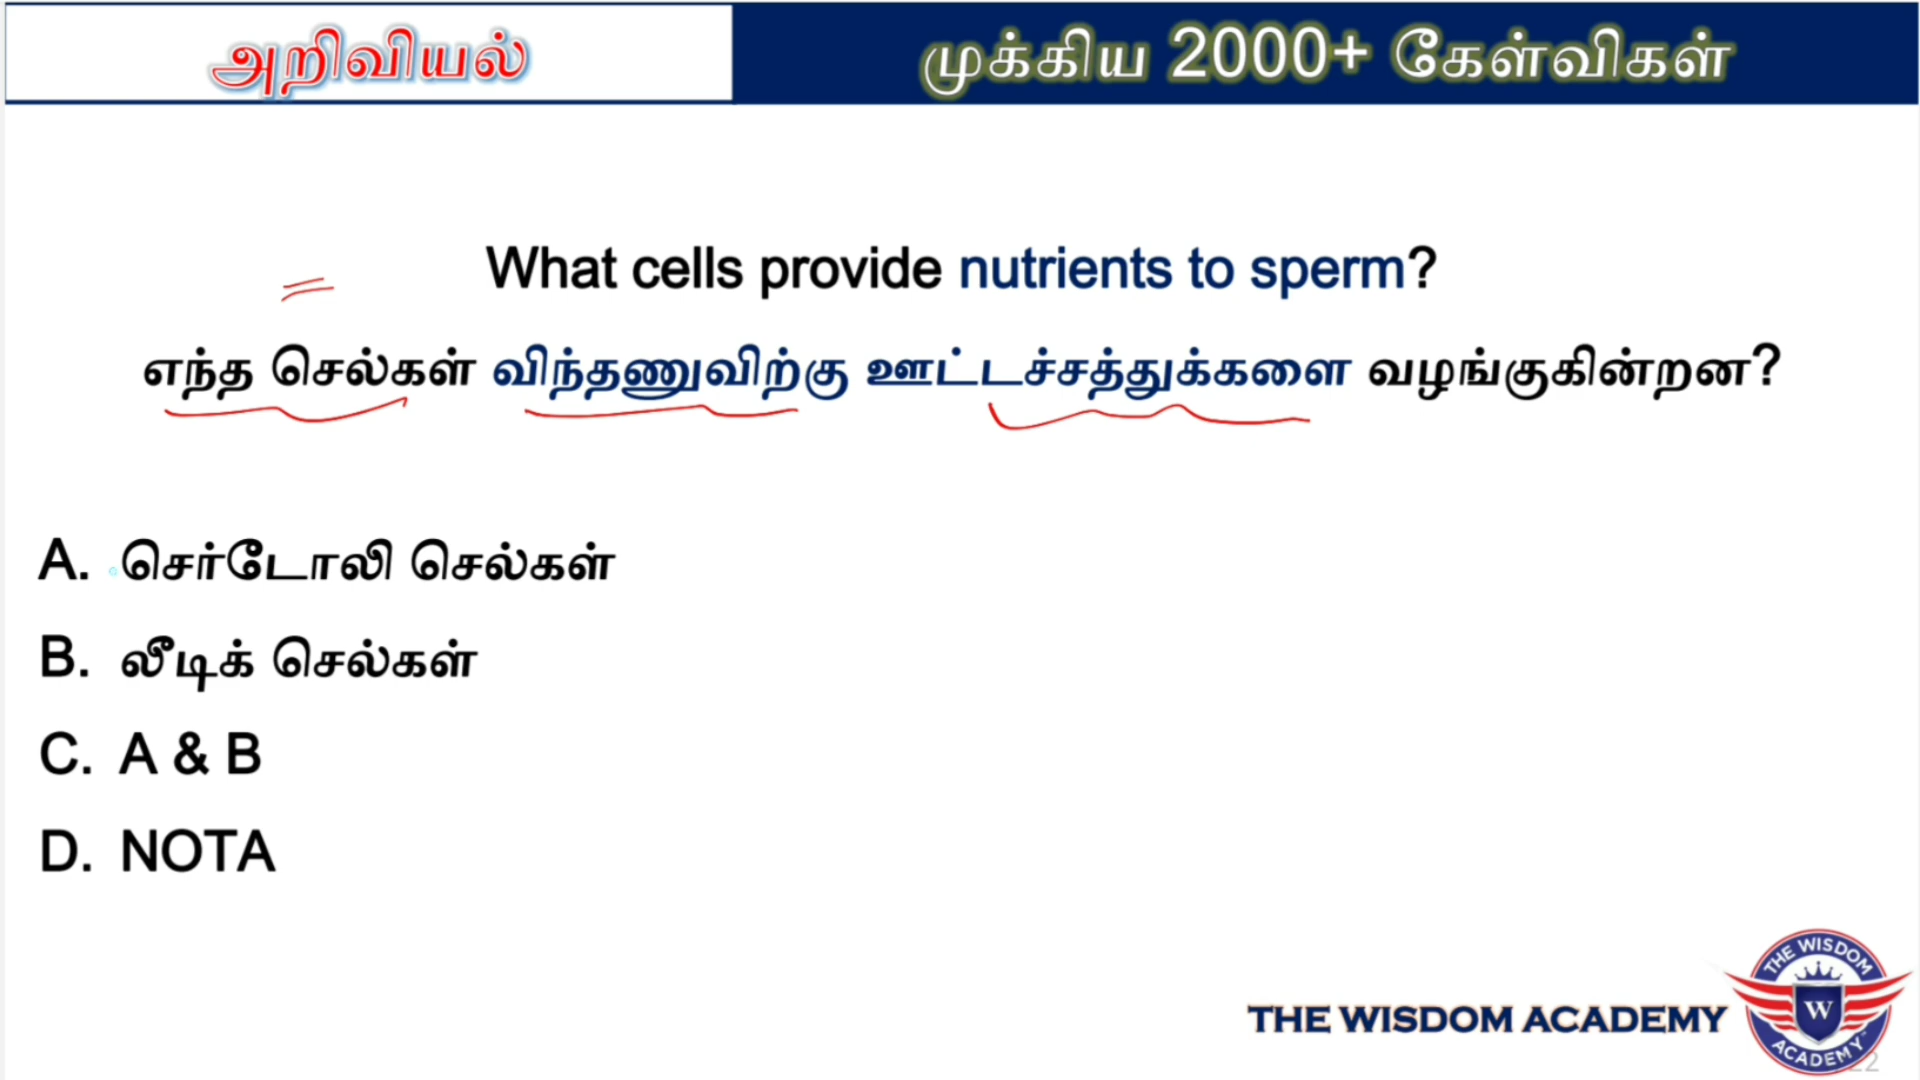 அறிவியல்
முக்கிய 2000+ கேள்விகள்
What cells provide nutrients to sperm?
எந்த செல்கள் விந்தணுவிற்கு ஊட்டச்சத்துக்களை வழங்குகின்றன?
A. செர்டோலி செல்கள்
B. லீடிக் செல்கள்
C. A & B
D. NOTA
THE WISDOM ACADEMY
THE WISDOM
W
ACADEMY